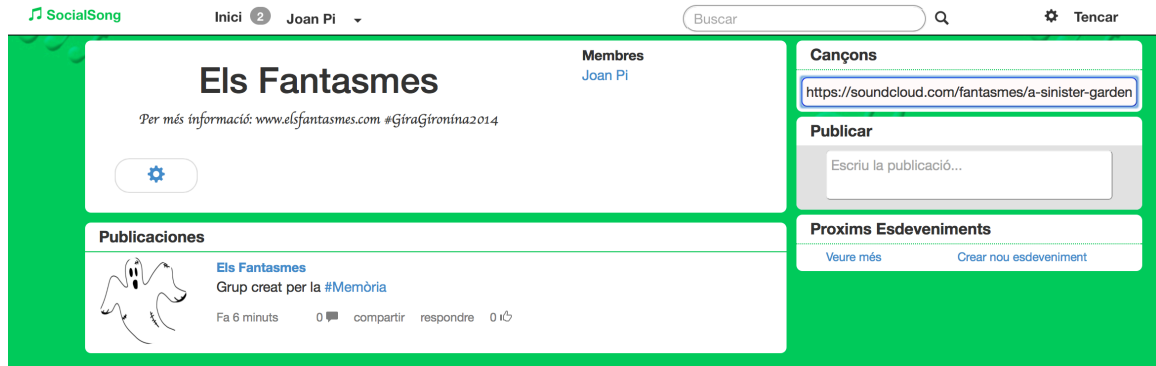 SocialSong Inici 2 Joan Pi Buscar Tencar
Els Fantasmes
Per més informació: www.elsfantasmes.com #GiraGironina2014
Membres
Joan Pi
Publicaciones
Els Fantasmes
Grup creat per la #Memòria
Fa 6 minuts 0 compartir respondre 0
Cançons
https://soundcloud.com/fantasmes/a-sinister-garden
Publicar
Escriu la publicació...
Proxims Esdeveniments
Veure més Crear nou esdeveniment